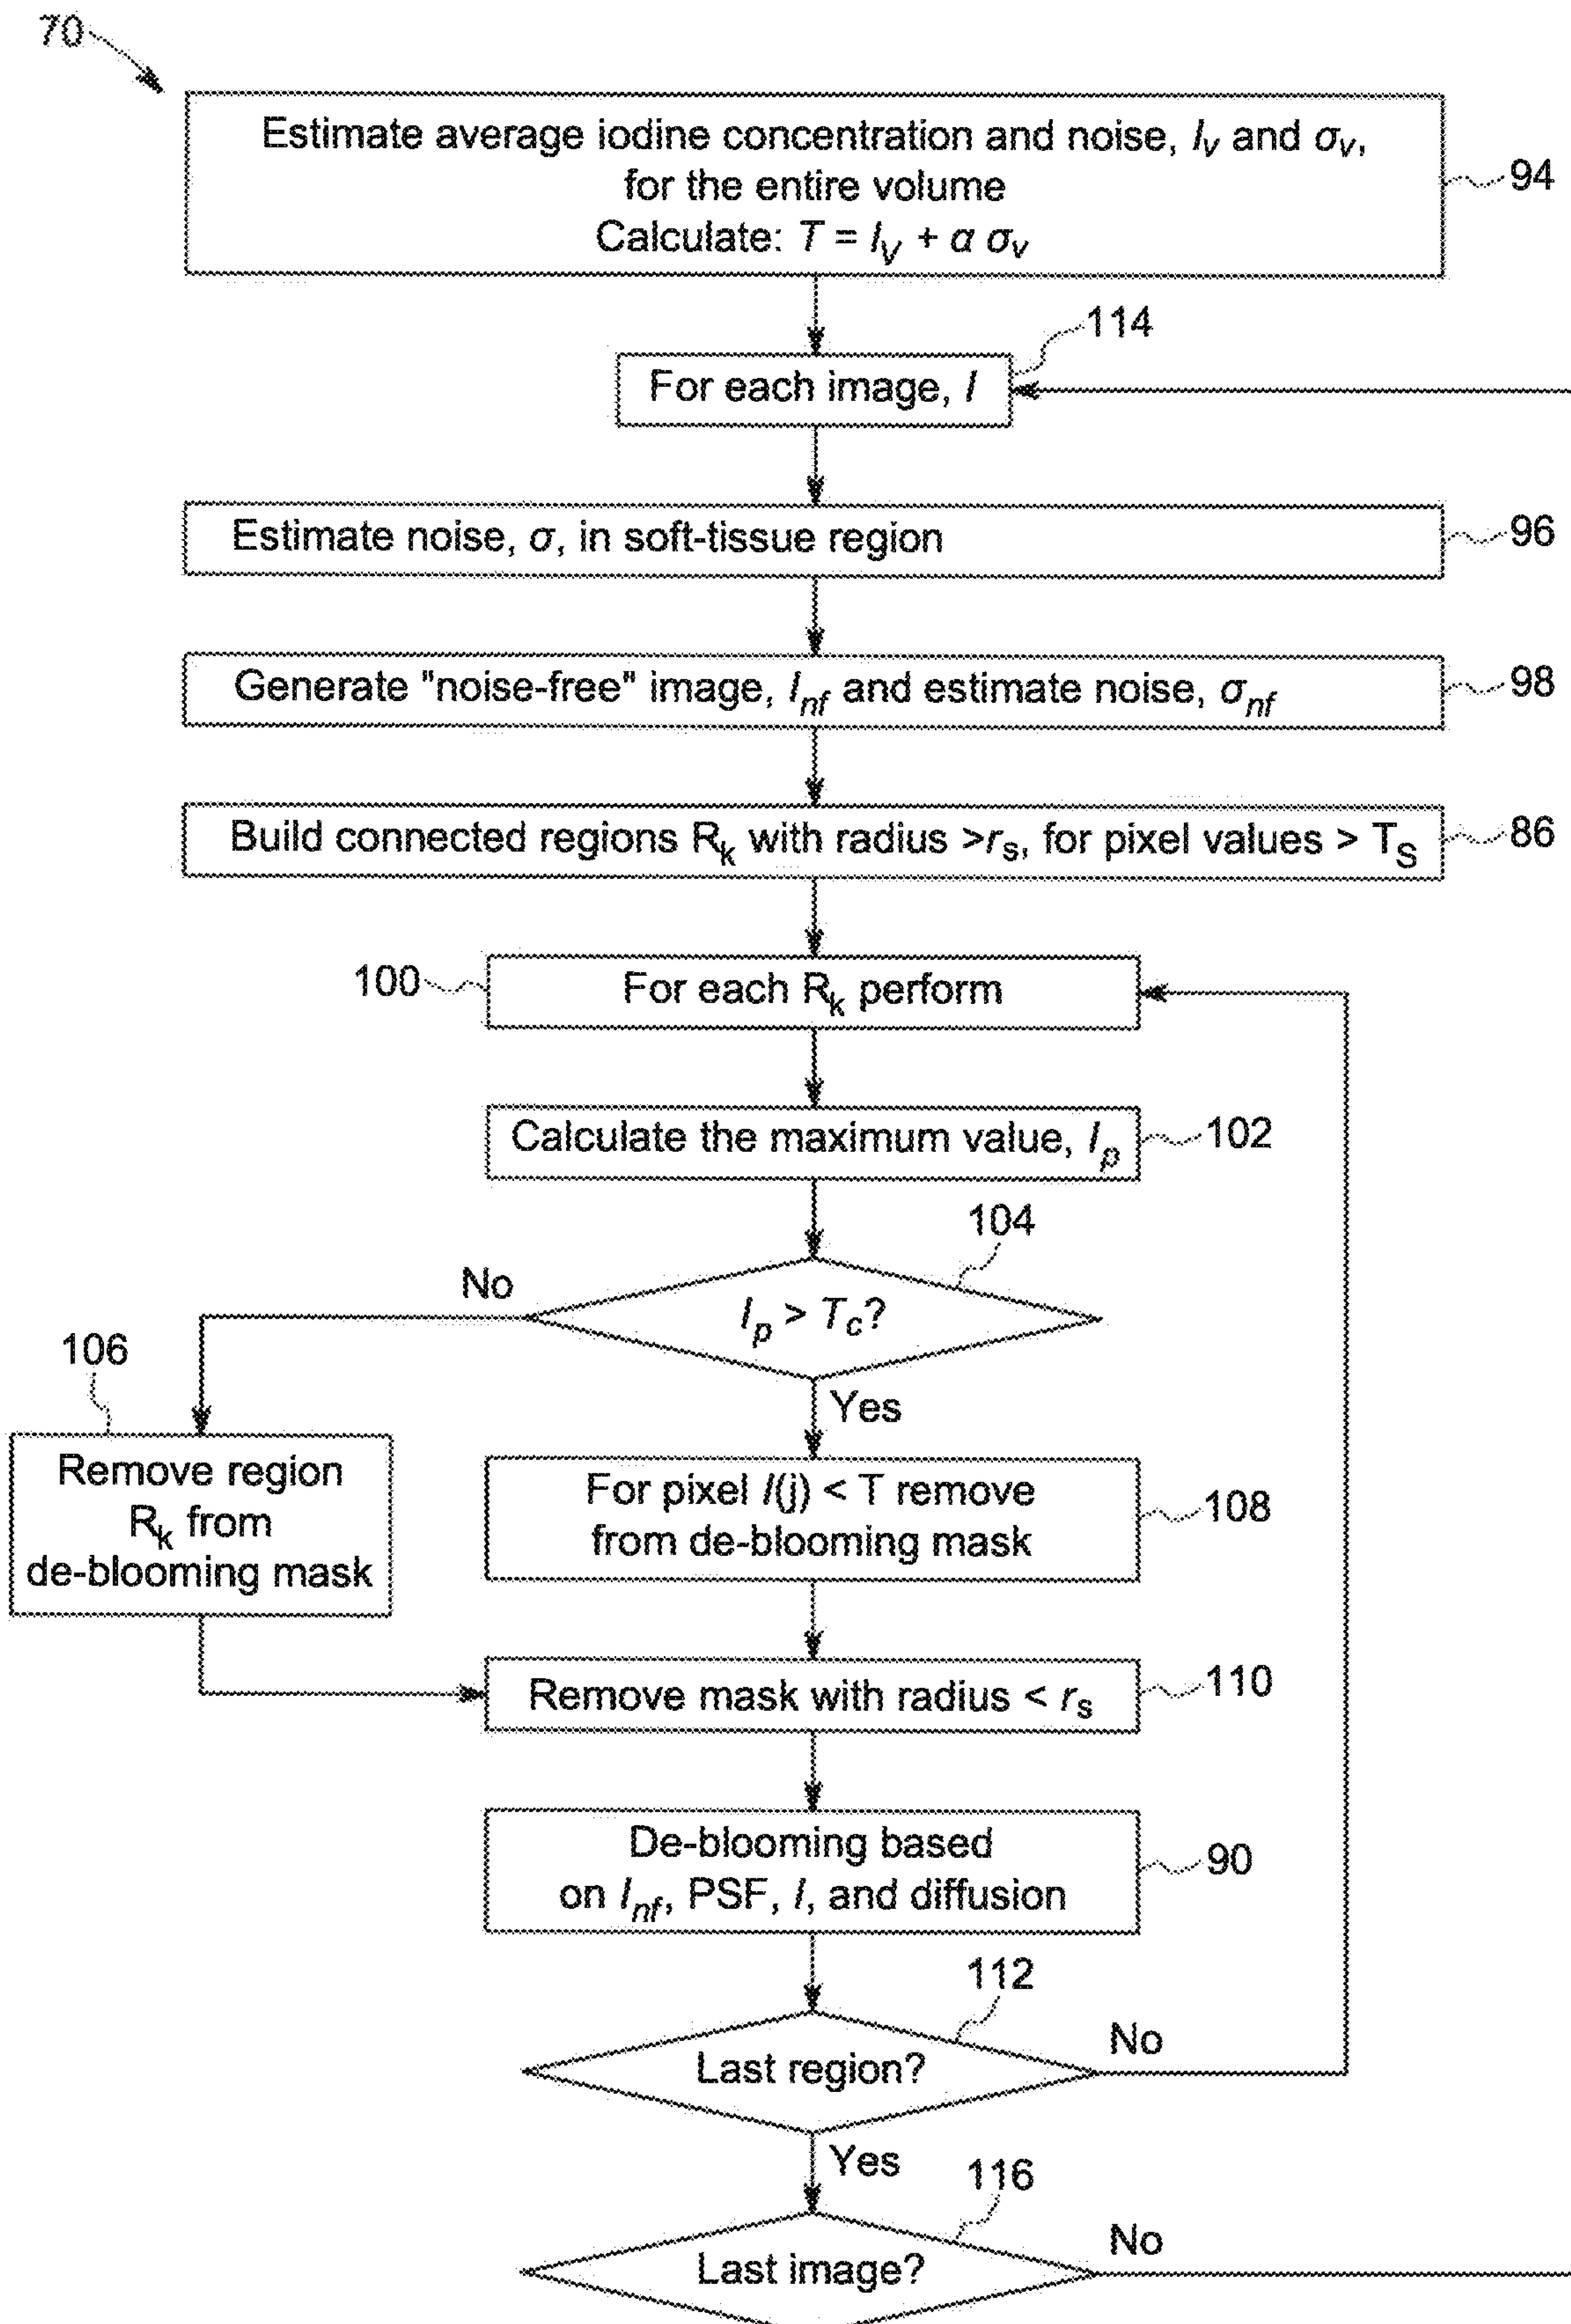 70
Estimate average iodine concentration and noise, Iv and σv,
for the entire volume
Calculate: T = Iv + α σv
94
114
For each image, I
Estimate noise, σ, in soft-tissue region
96
Generate "noise-free" image, Inf and estimate noise, σnf
98
Build connected regions Rk with radius >rs, for pixel values > TS
86
100
For each Rk perform
Calculate the maximum value, Ip
102
104
No
Ip > Tc?
106
Yes
Remove region
Rk from
de-blooming mask
For pixel I(j) < T remove
from de-blooming mask
108
Remove mask with radius < rs
110
De-blooming based
on Inf, PSF, I, and diffusion
90
112
Last region?
No
Yes
116
Last image?
No